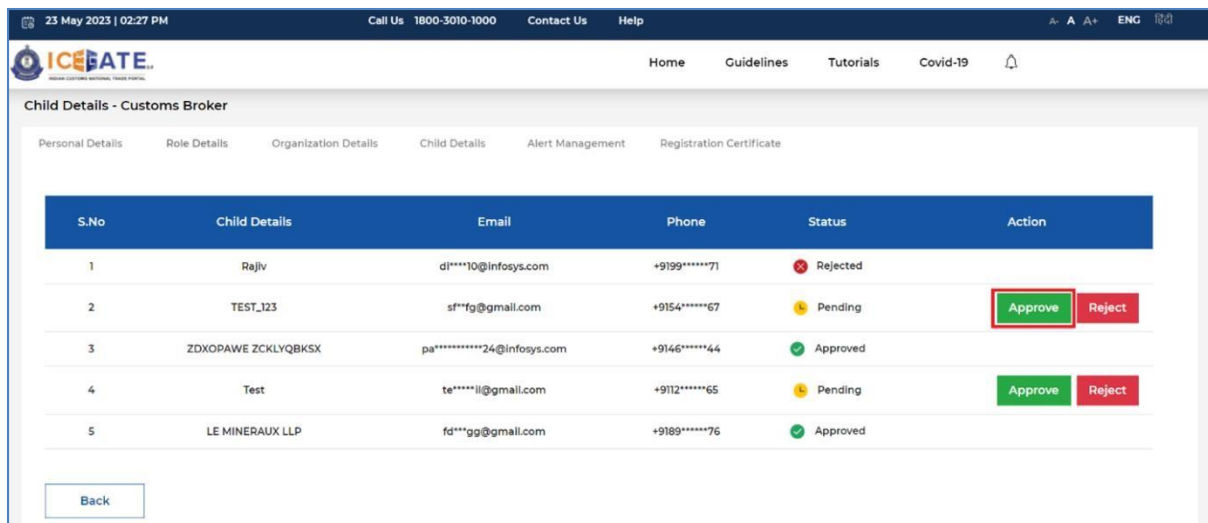 23 May 2023 | 02:27 PM Call Us 1800-3010-1000 Contact Us Help A- A A+ ENG हिंदी
ICEGATE Home Guidelines Tutorials Covid-19
INDIAN CUSTOMS NATIONAL TRADE PORTAL
Child Details - Customs Broker
Personal Details Role Details Organization Details Child Details Alert Management Registration Certificate
S.No Child Details Email Phone Status Action
1 Rajiv di****10@infosys.com +9199******71 Rejected
2 TEST_123 sf**fg@gmail.com +9154******67 Pending Approve Reject
3 ZDXOPAWE ZCKLYQBKSX pa***********24@infosys.com +9146******44 Approved
4 Test te*****il@gmail.com +9112******65 Pending Approve Reject
5 LE MINERAUX LLP fd***gg@gmail.com +9189******76 Approved
Back